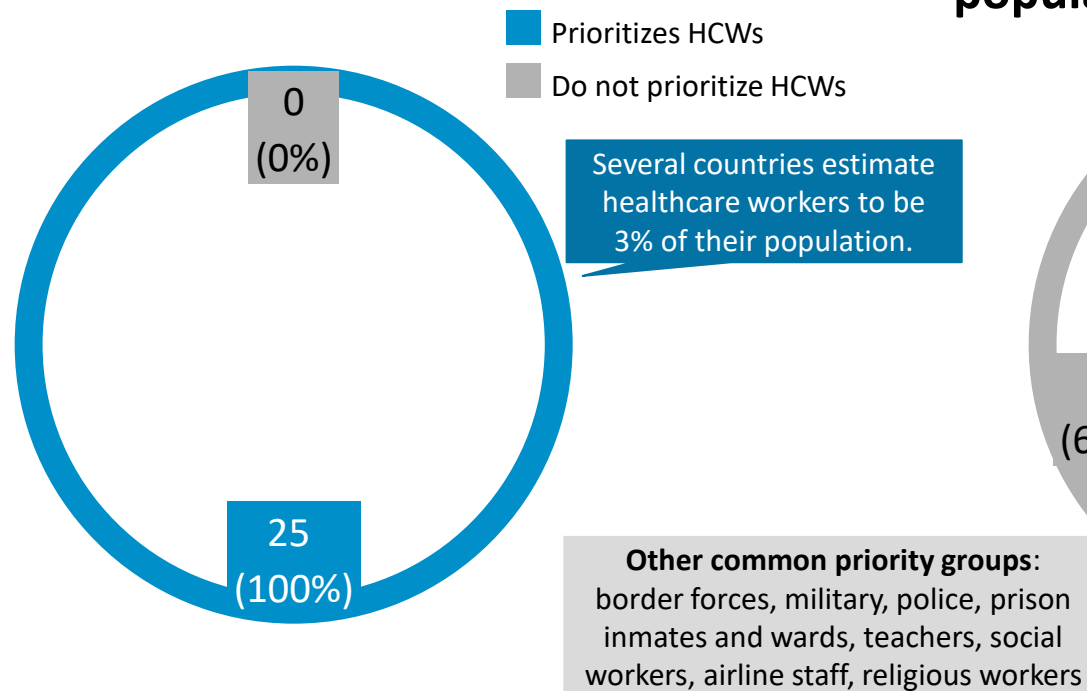 Prioritizes HCWs
Do not prioritize HCWs
0
(0%)
Several countries estimate
healthcare workers to be
3% of their population.
25
(100%)
Other common priority groups:
border forces, military, police, prison
inmates and wards, teachers, social
workers, airline staff, religious workers